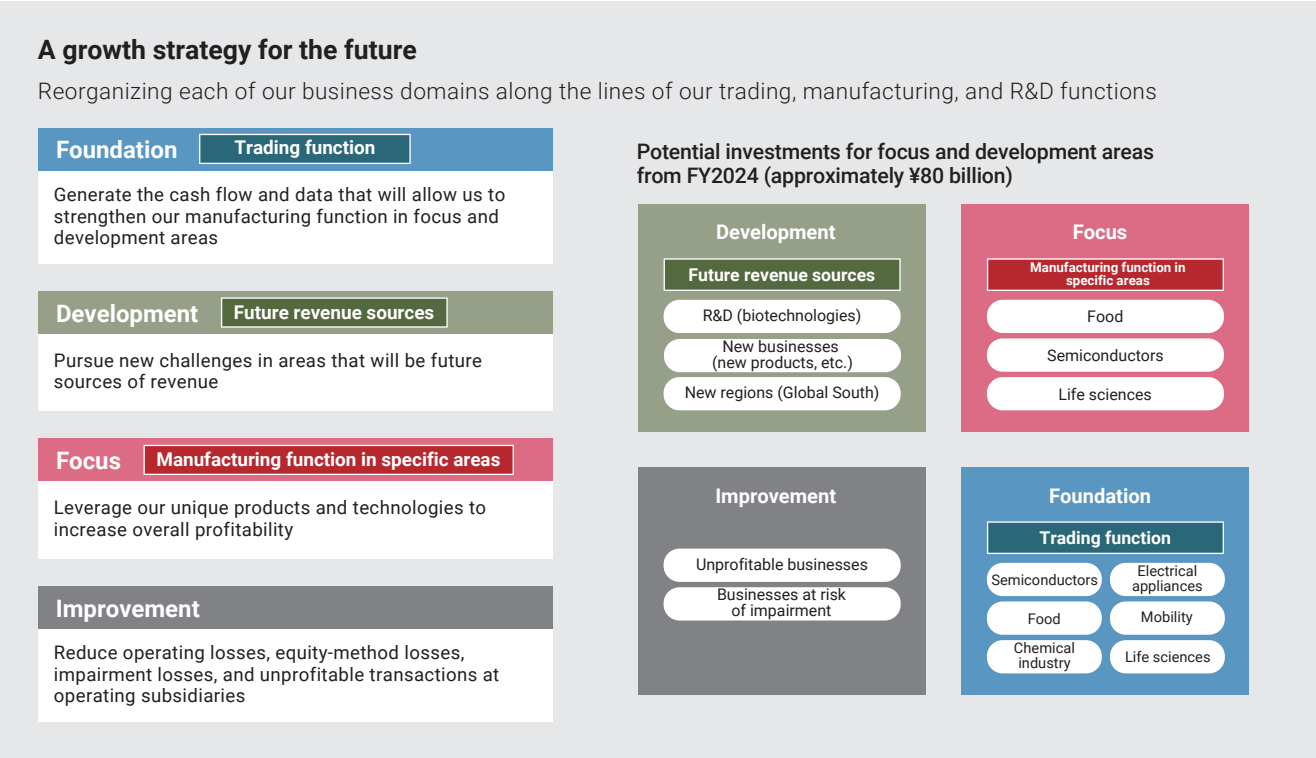 A growth strategy for the future
Reorganizing each of our business domains along the lines of our trading, manufacturing, and R&D functions
Foundation
Trading function
Generate the cash flow and data that will allow us to
strengthen our manufacturing function in focus and
development areas
Development
Future revenue sources
Pursue new challenges in areas that will be future
sources of revenue
Focus
Manufacturing function in specific areas
Leverage our unique products and technologies to
increase overall profitability
Improvement
Reduce operating losses, equity-method losses,
impairment losses, and unprofitable transactions at
operating subsidiaries
Potential investments for focus and development areas
from FY2024 (approximately ¥80 billion)
Development
Future revenue sources
R&D (biotechnologies)
New businesses
(new products, etc.)
New regions (Global South)
Focus
Manufacturing function in
specific areas
Food
Semiconductors
Life sciences
Improvement
Unprofitable businesses
Businesses at risk
of impairment
Foundation
Trading function
Semiconductors
Electrical
appliances
Food
Mobility
Chemical
industry
Life sciences